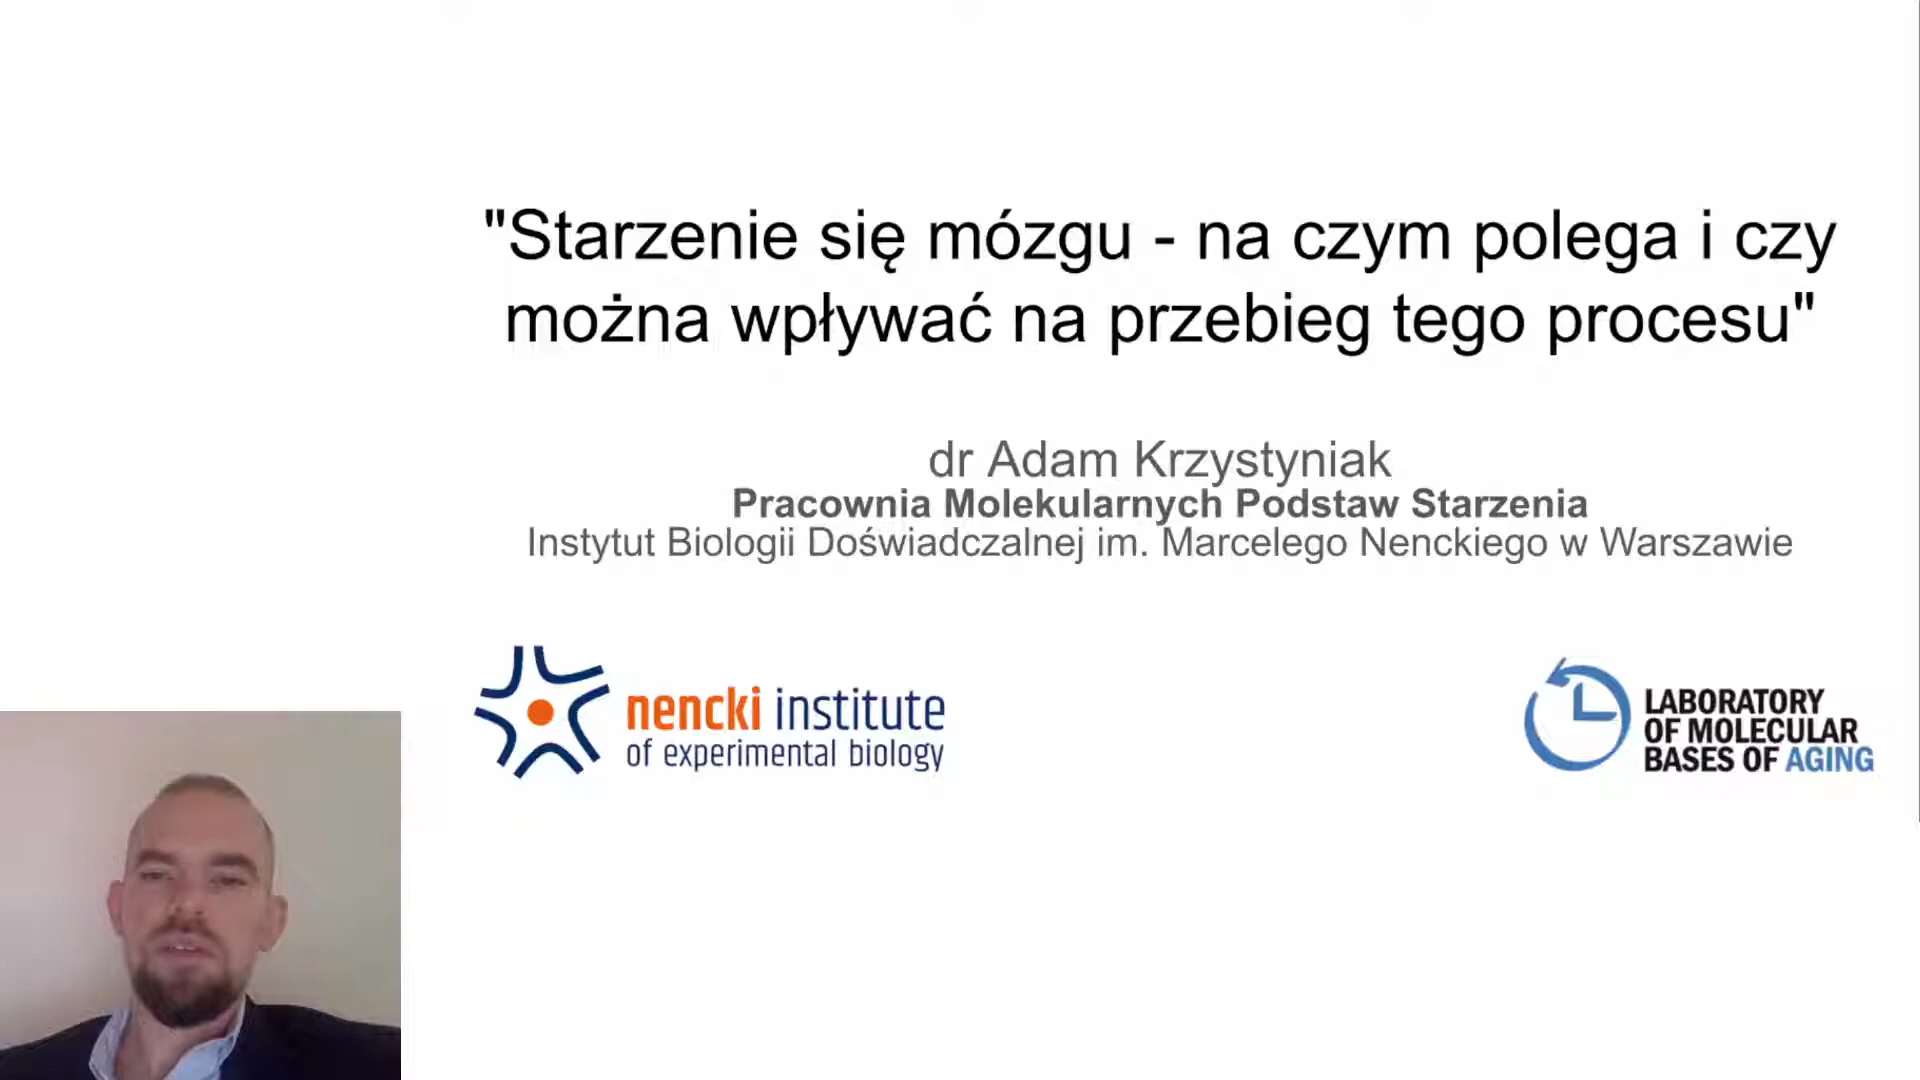 "Starzenie się mózgu - na czym polega i czy
można wpływać na przebieg tego procesu"
dr Adam Krzystyniak
Pracownia Molekularnych Podstaw Starzenia
Instytut Biologii Doświadczalnej im. Marcelego Nenckiego w Warszawie
nencki institute
of experimental biology
LABORATORY
OF MOLECULAR
BASES OF AGING